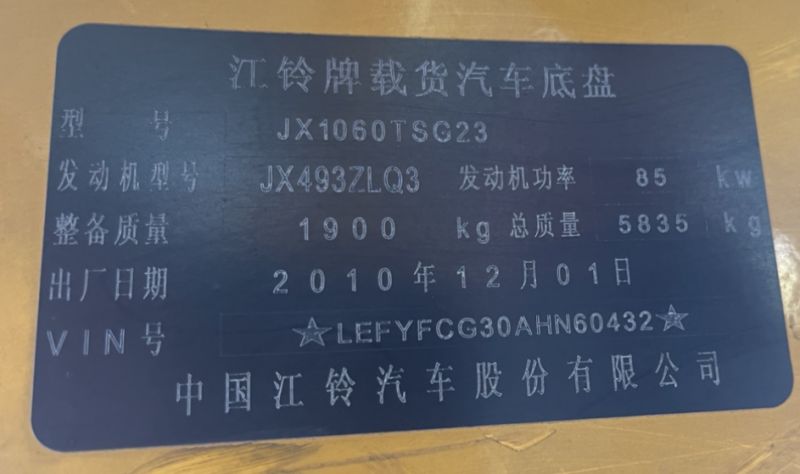 江铃牌载货汽车底盘
型号 JX1060TSG23
发动机型号 JX493ZLQ3 发动机功率 85 kw
整备质量 1900 kg 总质量 5835 kg
出厂日期 2010年12月01日
VIN号 ☆LEFYFCG30AHN60432☆
中国江铃汽车股份有限公司